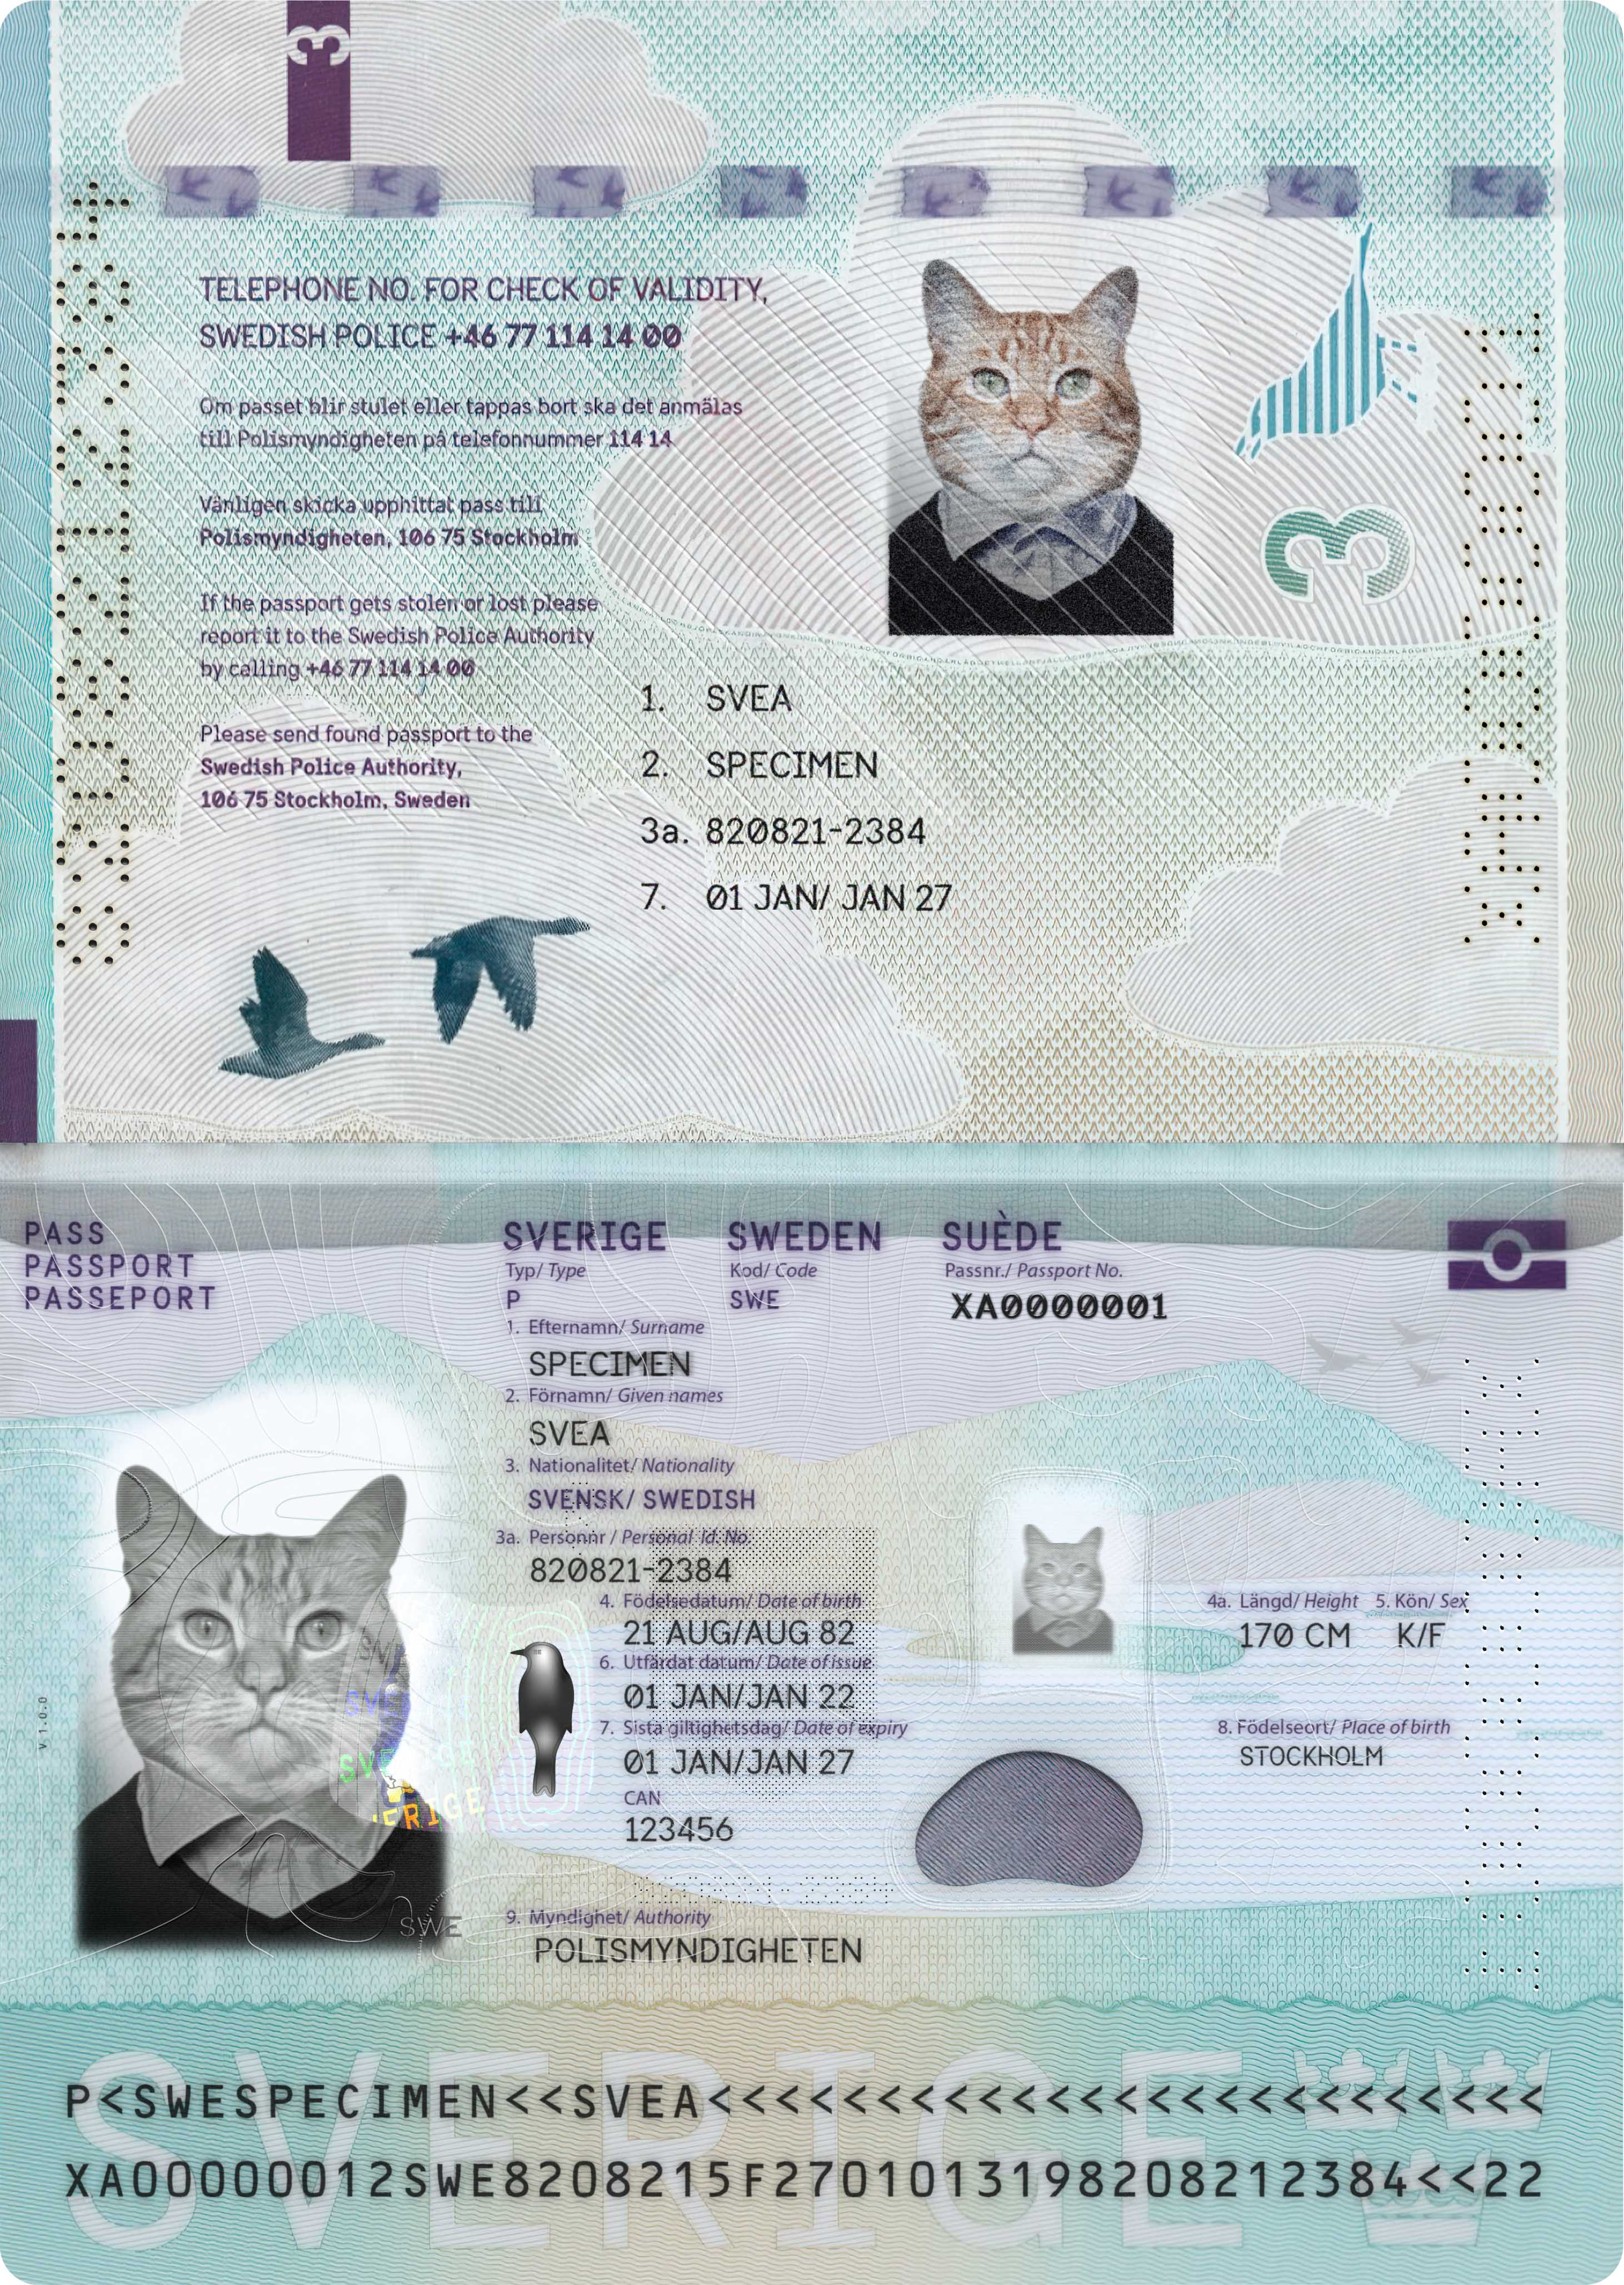 3
TELEPHONE NO. FOR CHECK OF VALIDITY,
SWEDISH POLICE +46 77 114 14 00
Om passet blir stulet eller tappas bort ska det anmälas
till Polismyndigheten på telefonnummer 114 14
Vänligen skicka upphittat pass till
Polismyndigheten, 106 75 Stockholm
If the passport gets stolen or lost please
report it to the Swedish Police Authority
by calling +46 77 114 14 00
Please send found passport to the
Swedish Police Authority,
106 75 Stockholm, Sweden
3
1. SVEA
2. SPECIMEN
3a. 820821-2384
7. 01 JAN/ JAN 27
PASS
PASSPORT
PASSEPORT
SVERIGE SWEDEN SUÈDE
Typ/ Type Kod/ Code Passnr./ Passport No.
P SWE XA0000001
1. Efternamn/ Surname
SPECIMEN
2. Förnamn/ Given names
SVEA
3. Nationalitet/ Nationality
SVENSK/ SWEDISH
3a. Personnr / Personal Id. No.
820821-2384
4. Födelsedatum/ Date of birth 4a. Längd/ Height 5. Kön/ Sex
21 AUG/AUG 82 170 CM K/F
6. Utfärdat datum/ Date of issue
01 JAN/JAN 22
7. Sista giltighetsdag/ Date of expiry 8. Födelseort/ Place of birth
01 JAN/JAN 27 STOCKHOLM
CAN
123456
9. Myndighet/ Authority
POLISMYNDIGHETEN
V 1.0.0
SWE
SVERIGE
P<SWESPECIMEN<<SVEA<<<<<<<<<<<<<<<<<<<<<<<<<
XA00000012SWE8208215F2701013198208212384<<22